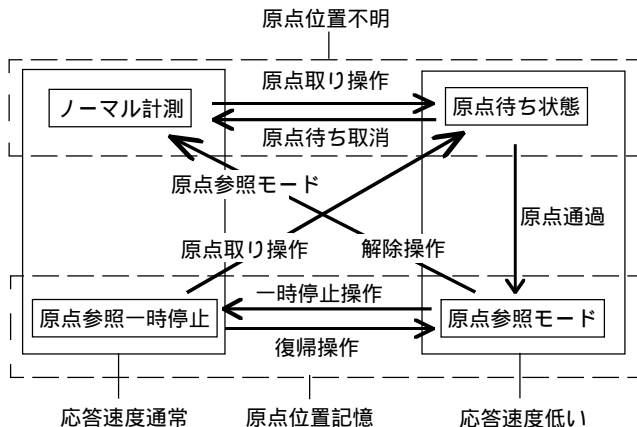 原点位置不明
原点取り操作
ノーマル計測
原点待ち状態
原点待ち取消
原点参照モード
原点通過
原点取り操作
解除操作
一時停止操作
原点参照一時停止
原点参照モード
復帰操作
応答速度通常
原点位置記憶
応答速度低い